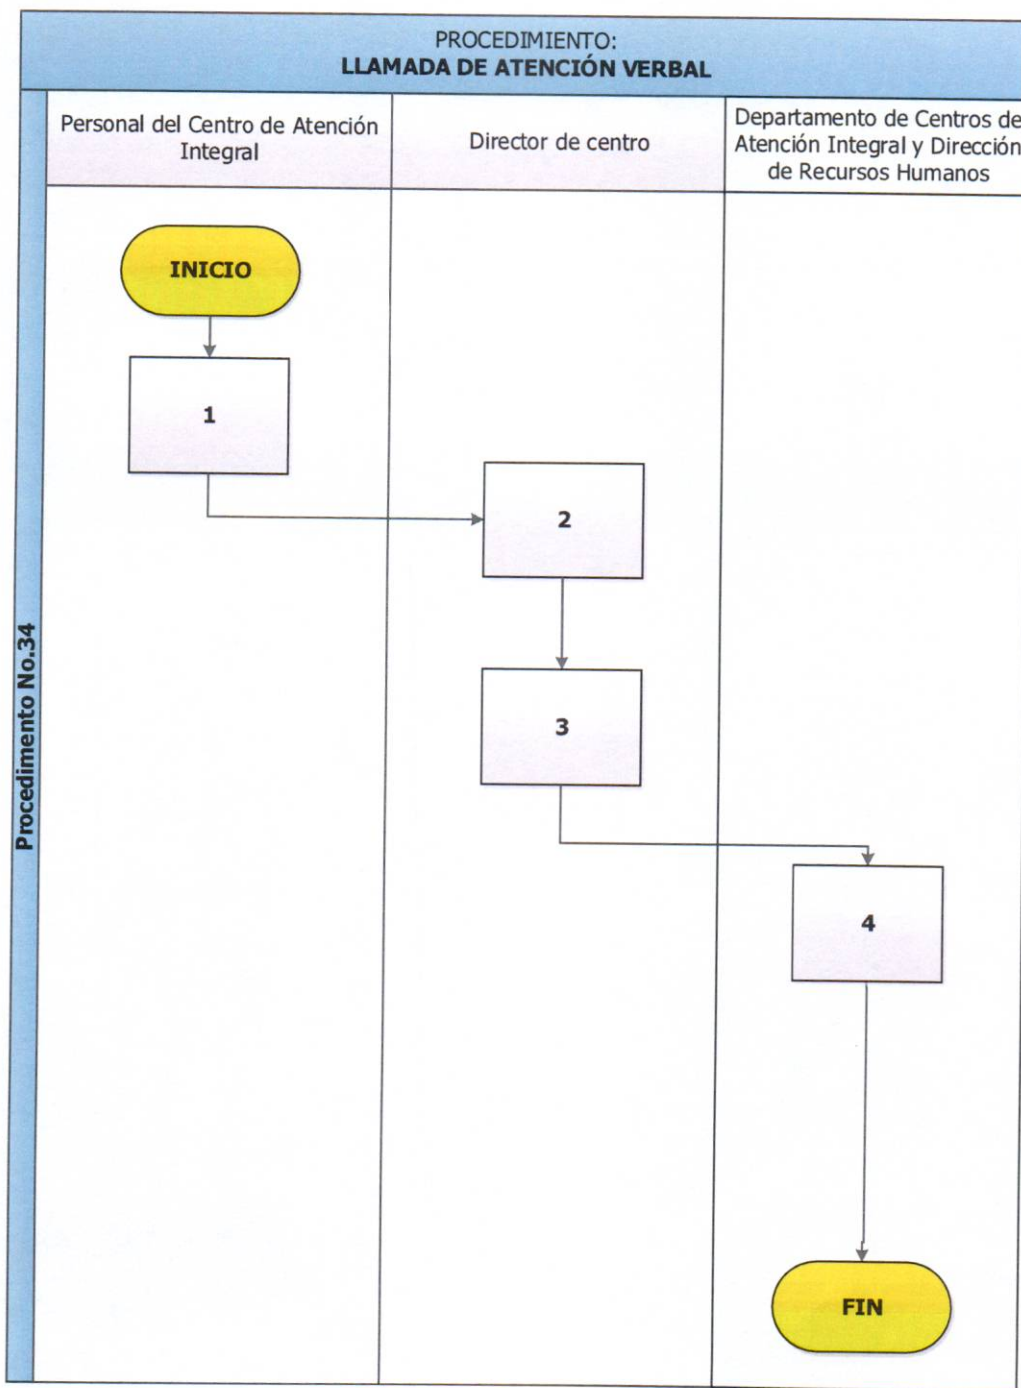 PROCEDIMIENTO:
LLAMADA DE ATENCIÓN VERBAL
Procedimento No.34
Personal del Centro de Atención
Integral
Director de centro
Departamento de Centros de
Atención Integral y Dirección
de Recursos Humanos
INICIO
1
2
3
4
FIN